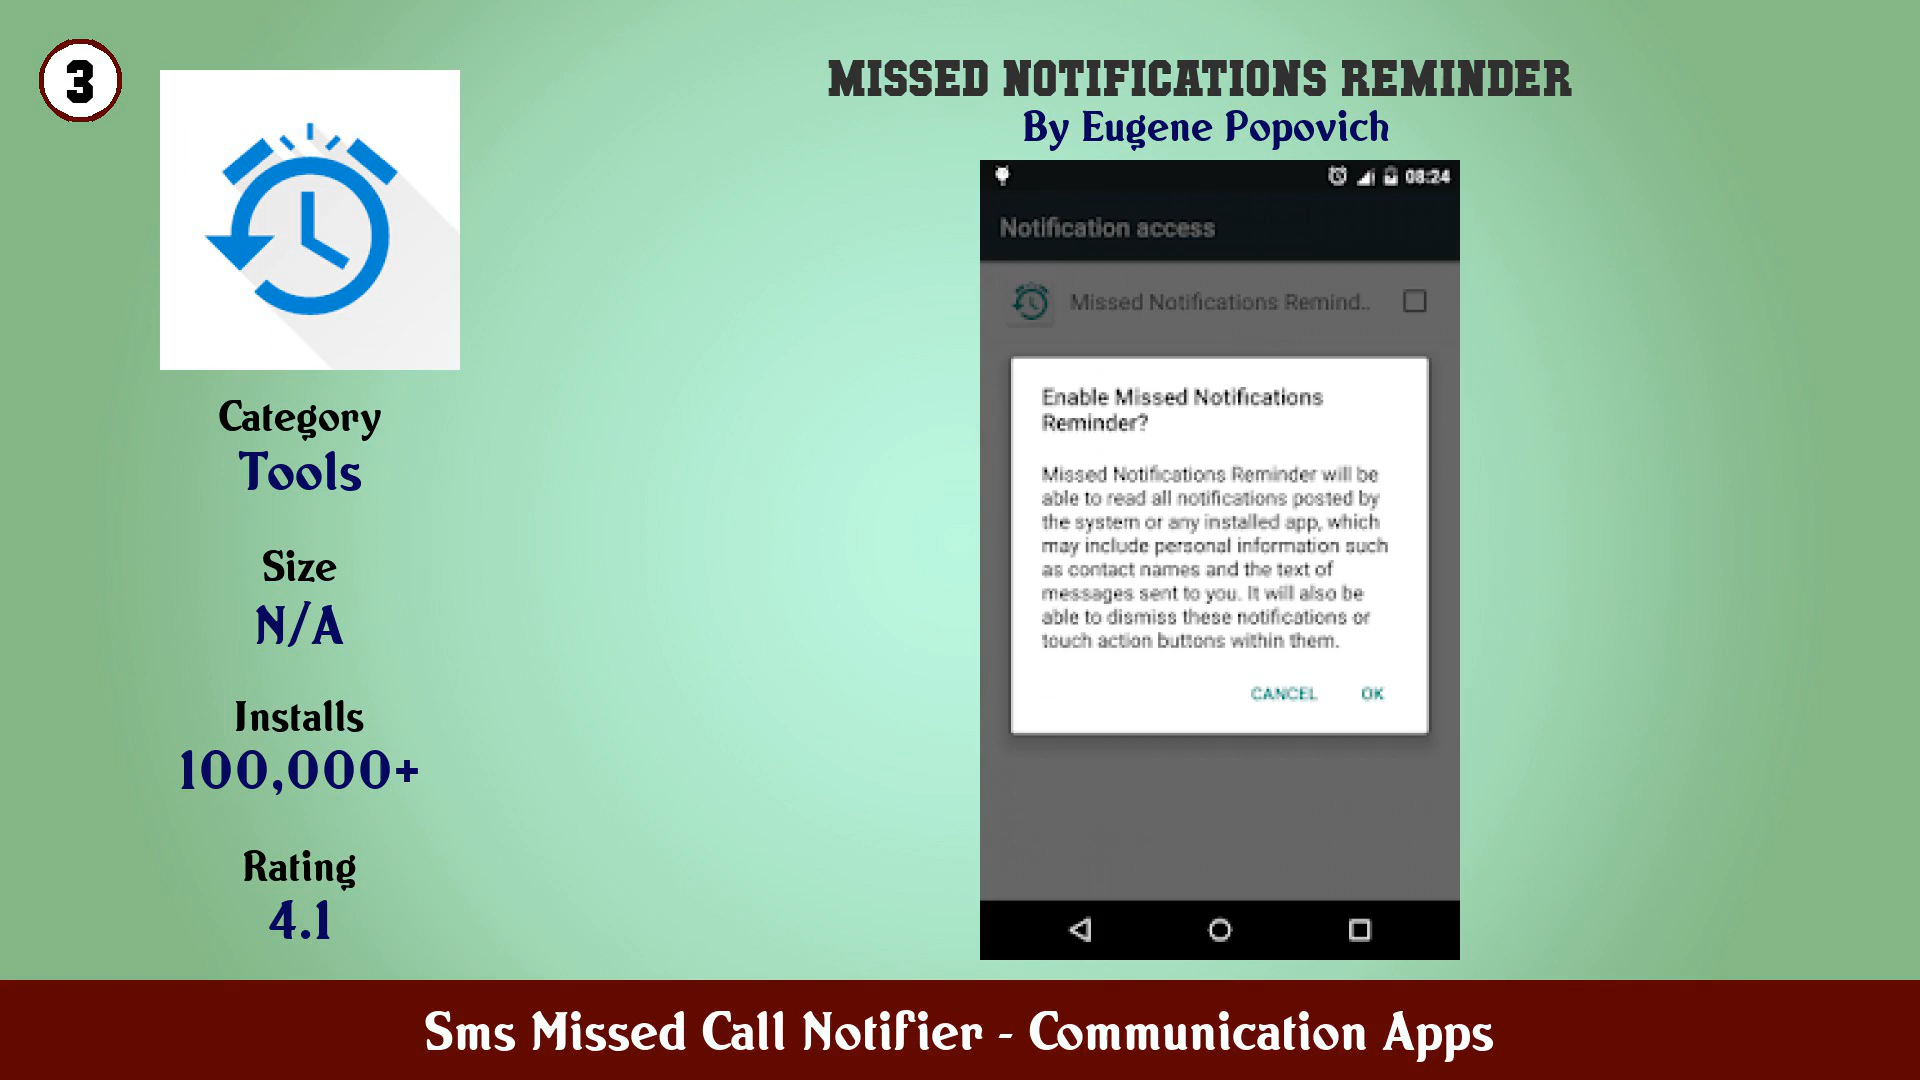 3
MISSED NOTIFICATIONS REMINDER
By Eugene Popovich
Category
Tools
Size
N/A
Installs
100,000+
Rating
4.1
08:24
Notification access
Missed Notifications Remind..
Enable Missed Notifications
Reminder?
Missed Notifications Reminder will be
able to read all notifications posted by
the system or any installed app, which
may include personal information such
as contact names and the text of
messages sent to you. It will also be
able to dismiss these notifications or
touch action buttons within them.
CANCEL OK
Sms Missed Call Notifier - Communication Apps